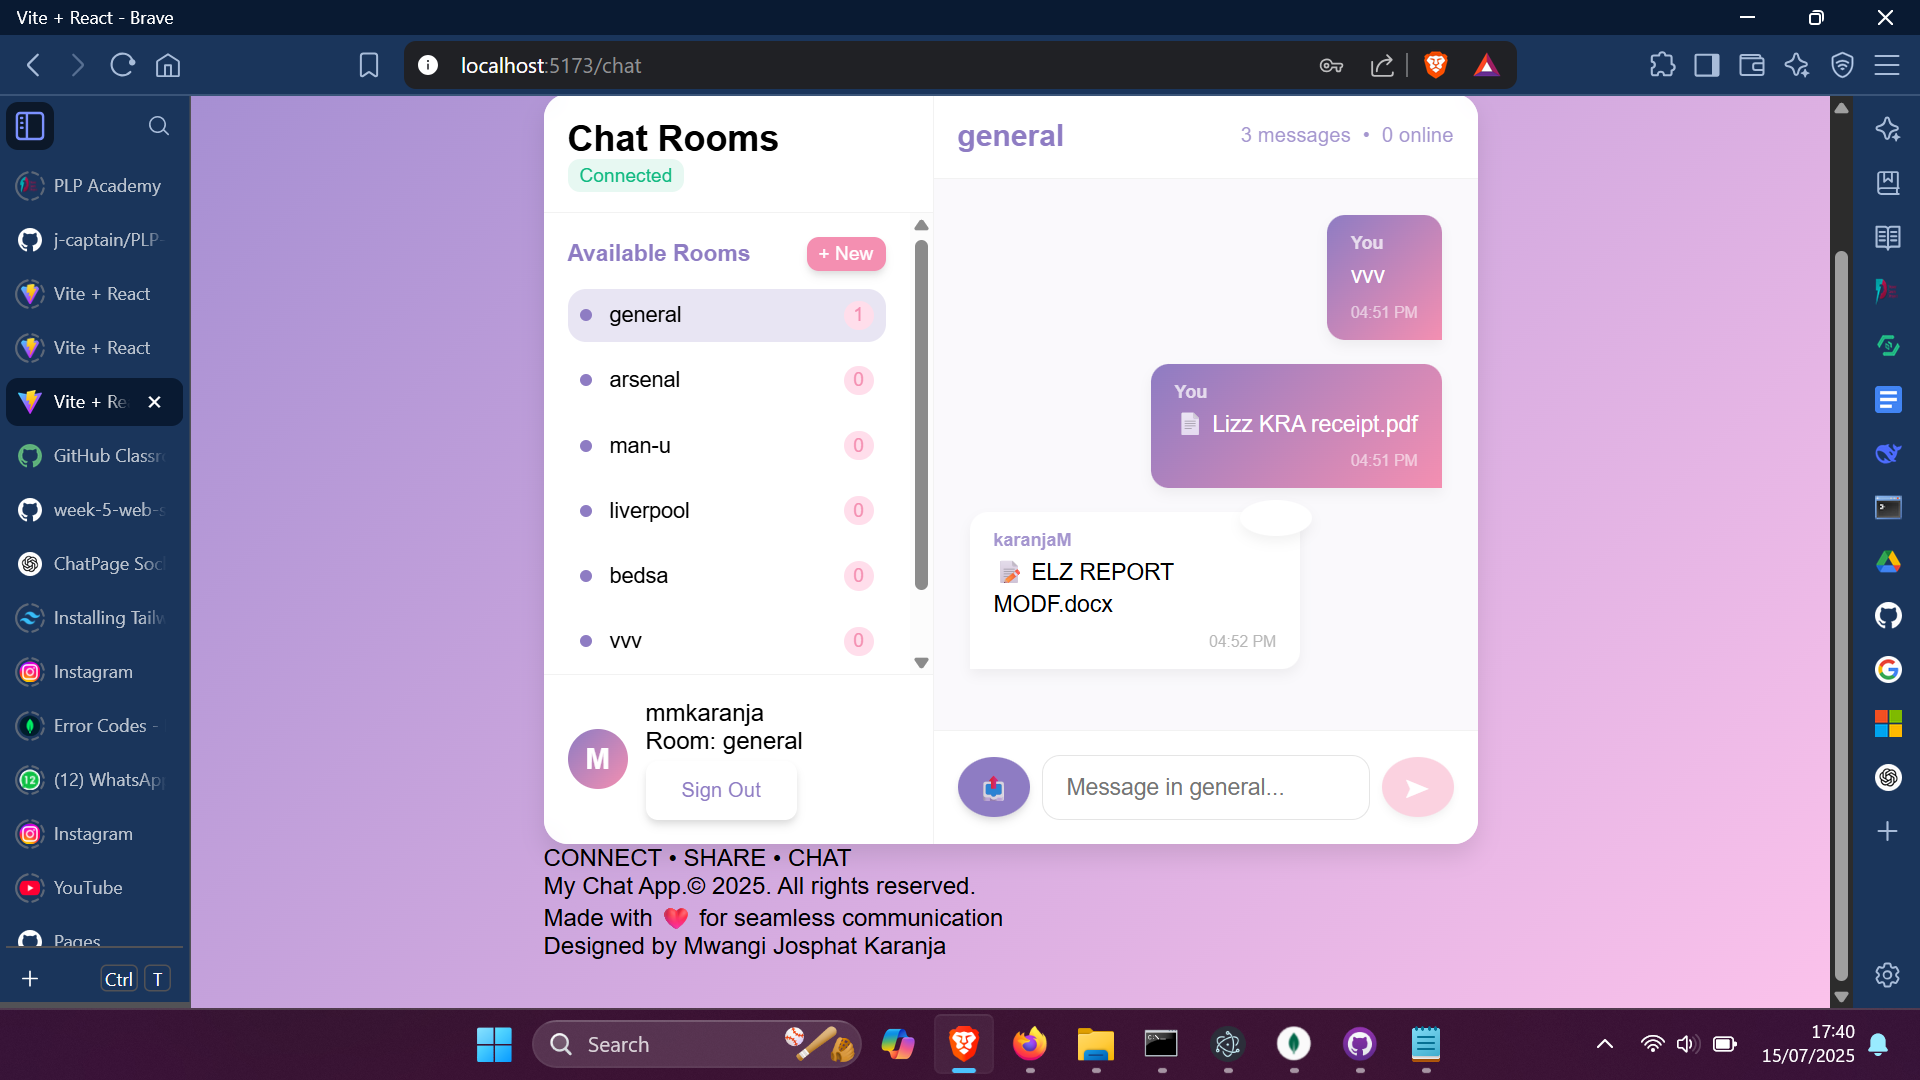 Vite + React - Brave
localhost:5173/chat
PLP Academy
j-captain/PLP-
Vite + React
Vite + React
Vite + Re
GitHub Classr
week-5-web-s
ChatPage Soc
Installing Tailw
Instagram
Error Codes -
(12) WhatsApp
Instagram
YouTube
Pages
Ctrl T
Chat Rooms
Connected
Available Rooms
+ New
general 1
arsenal 0
man-u 0
liverpool 0
bedsa 0
vvv 0
M
mmkaranja
Room: general
Sign Out
general
3 messages • 0 online
You
vvv
04:51 PM
You
Lizz KRA receipt.pdf
04:51 PM
karanjaM
ELZ REPORT
MODF.docx
04:52 PM
Message in general...
CONNECT • SHARE • CHAT
My Chat App.© 2025. All rights reserved.
Made with ❤️ for seamless communication
Designed by Mwangi Josphat Karanja
Search
17:40
15/07/2025